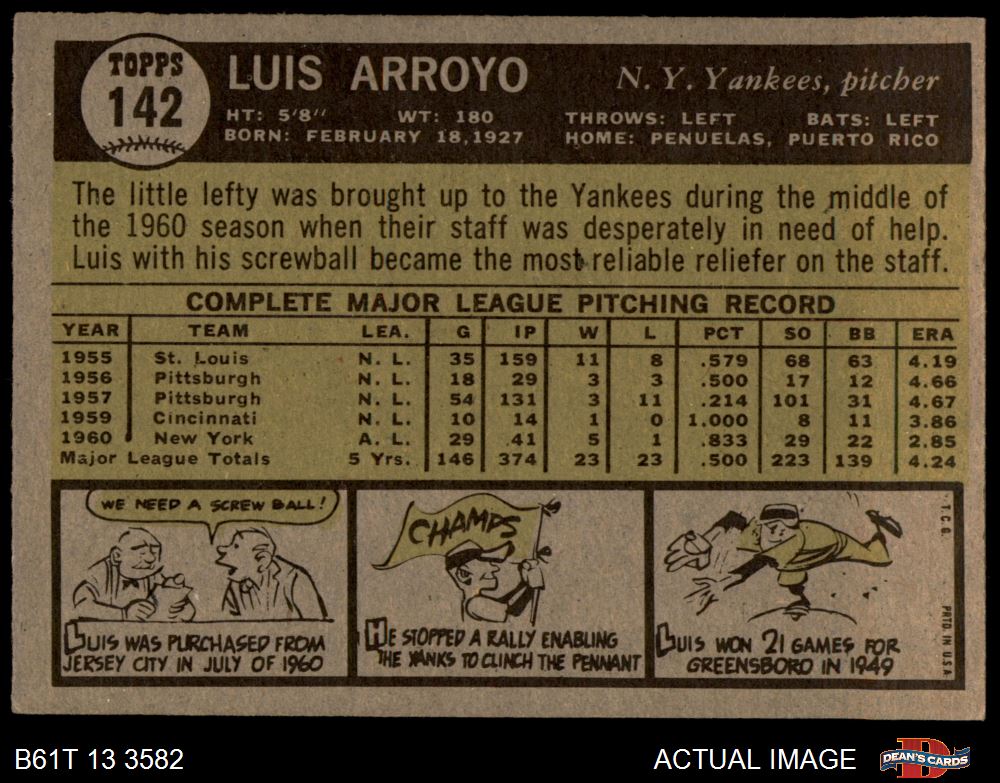 TOPPS
142
LUIS ARROYO
N. Y. Yankees, pitcher
HT: 5'8" WT: 180 THROWS: LEFT BATS: LEFT
BORN: FEBRUARY 18, 1927 HOME: PENUELAS, PUERTO RICO
The little lefty was brought up to the Yankees during the middle of
the 1960 season when their staff was desperately in need of help.
Luis with his screwball became the most reliable reliefer on the staff.
COMPLETE MAJOR LEAGUE PITCHING RECORD
YEAR TEAM LEA. G IP W L PCT SO BB ERA
1955 St. Louis N. L. 35 159 11 8 .579 68 63 4.19
1956 Pittsburgh N. L. 18 29 3 3 .500 17 12 4.66
1957 Pittsburgh N. L. 54 131 3 11 .214 101 31 4.67
1959 Cincinnati N. L. 10 14 1 0 1.000 8 11 3.86
1960 New York A. L. 29 41 5 1 .833 29 22 2.85
Major League Totals 5 Yrs. 146 374 23 23 .500 223 139 4.24
WE NEED A SCREW BALL!
LUIS WAS PURCHASED FROM
JERSEY CITY IN JULY OF 1960
CHAMPS
HE STOPPED A RALLY ENABLING
THE YANKS TO CLINCH THE PENNANT
LUIS WON 21 GAMES FOR
GREENSBORO IN 1949
T.C.G.
PRTD. IN U.S.A.
B61T 13 3582
ACTUAL IMAGE
DEAN'S CARDS